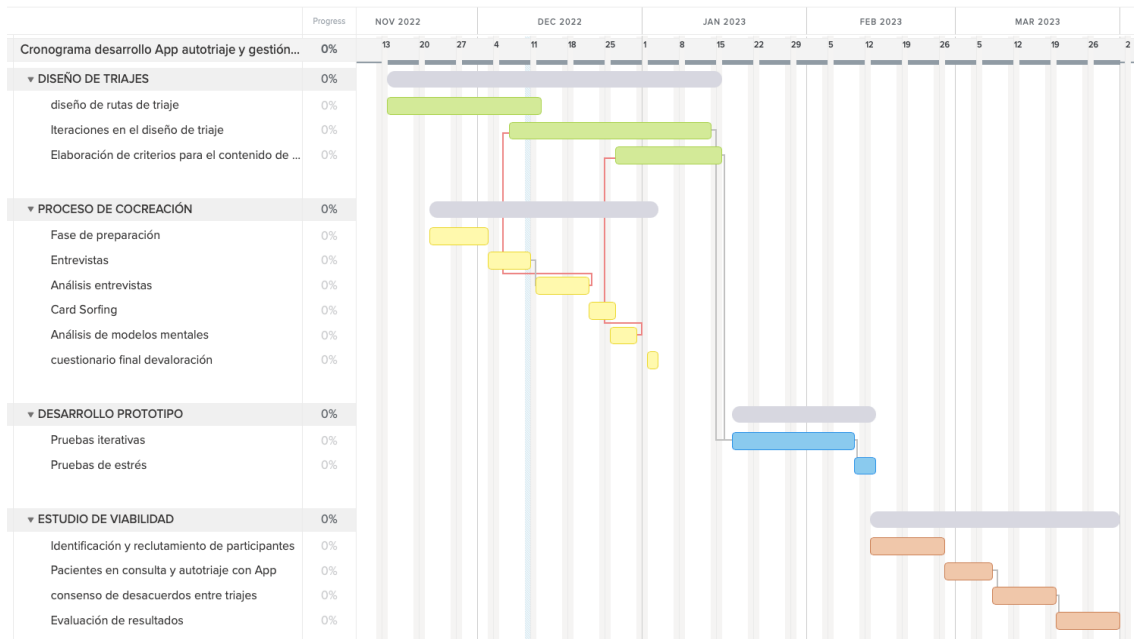 Progress NOV 2022 DEC 2022 JAN 2023 FEB 2023 MAR 2023
Cronograma desarrollo App autotriaje y gestión... 0% 13 20 27 4 11 18 25 1 8 15 22 29 5 12 19 26 5 12 19 26 2
DISEÑO DE TRIAJES 0%
diseño de rutas de triaje 0%
Iteraciones en el diseño de triaje 0%
Elaboración de criterios para el contenido de ... 0%
PROCESO DE COCREACIÓN 0%
Fase de preparación 0%
Entrevistas 0%
Análisis entrevistas 0%
Card Sorfing 0%
Análisis de modelos mentales 0%
cuestionario final devaloración 0%
DESARROLLO PROTOTIPO 0%
Pruebas iterativas 0%
Pruebas de estrés 0%
ESTUDIO DE VIABILIDAD 0%
Identificación y reclutamiento de participantes 0%
Pacientes en consulta y autotriaje con App 0%
consenso de desacuerdos entre triajes 0%
Evaluación de resultados 0%